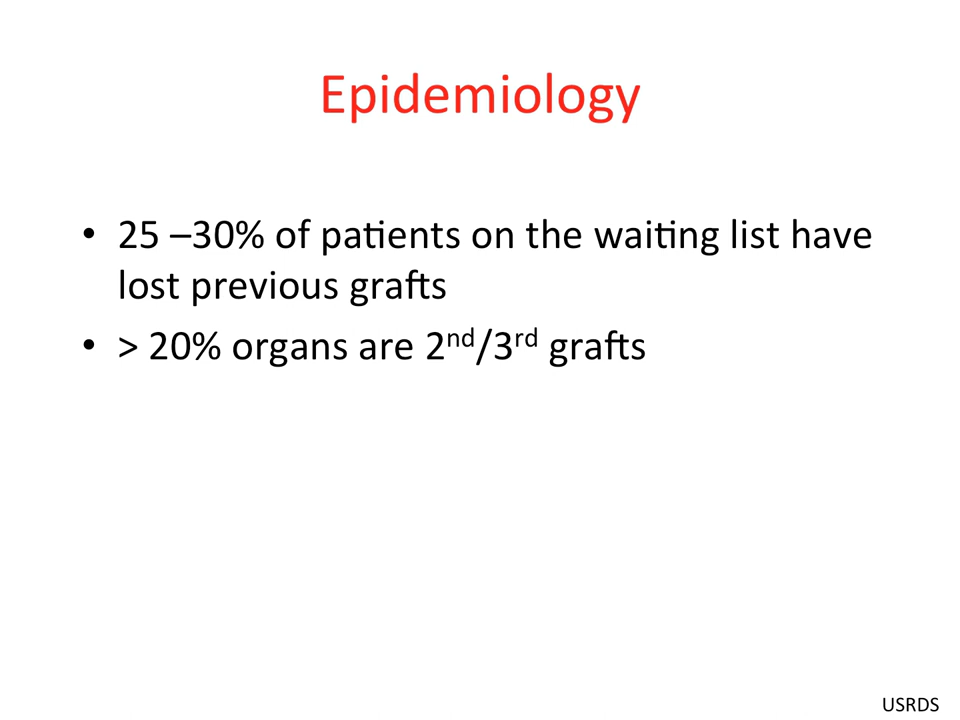 Epidemiology
• 25 –30% of patients on the waiting list have
lost previous grafts
• > 20% organs are 2nd/3rd grafts
USRDS